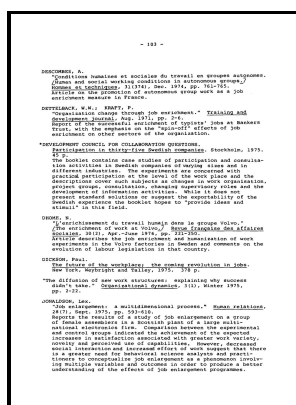 - 103 -
DESCOMBES, A.
"Conditions humaines et sociales du travail en groupes autonomes.
/Human and social working conditions in autonomous groups./
Hommes et techniques, 31(374), Dec. 1974, pp. 761-765.
Article on the promotion of autonomous group work as a job
enrichment measure in France.
DETTELBACK, W.W., KRAFT, P.
"Organization change through job enrichment." Training and
development journal, Aug. 1971, pp. 2-6.
Report of the successful enrichment of typists' jobs at Bankers
Trust, with the emphasis on the "spin-off" effects of job
enrichment on other sectors of the organization.
*DEVELOPMENT COUNCIL FOR COLLABORATION QUESTIONS.
Participation in thirty-five Swedish companies. Stockholm, 1975,
45 p.
The booklet contains case studies of participation and consulta-
tion activities in Swedish companies of varying sizes and in
different industries. The experiments are concerned with
practical participation at the level of the work place and the
descriptions cover such subjects as changes in work organisation,
project groups, consultation, changing supervisory roles and the
development of information activities. While it does not
present standard solutions or suggest the exportability of the
Swedish experience the booklet hopes to "provide ideas and
stimuli" in this field.
DHOME, N.
"L'enrichissement du travail humain dans le groupe Volvo."
/The enrichment of work at Volvo./ Revue française des affaires
sociales, 30(2), Apr.-June 1976, pp. 231-350.
Article describes the job enrichment and humanization of work
experiments in the Volvo factories in Sweden and comments on the
evolution of labour legislation in that country.
DICKSON, Paul.
The future of the workplace: the coming revolution in jobs.
New York, Weybright and Talley, 1975, 378 p.
"The diffusion of new work structures: explaining why success
didn't take." Organizational dynamics, 3(3), Winter 1975,
pp. 2-22.
DONALDSON, Lex.
"Job enlargement: a multidimensional process," Human relations,
28(7), Sept. 1975, pp. 593-610.
Reports the results of a study of job enlargement on a group
of female assemblers in a Scottish plant of a large multi-
national electronics firm. Comparison between the experimental
and control groups indicated the achievement of the expected
increases in satisfaction associated with greater work variety,
novelty and perceived use of capabilities. However, decreased
social interaction and increased effort of work suggest that there
is a greater need for behavioral science analysts and practi-
tioners to conceptualize job enlargement as a phenomenon involv-
ing multiple variables and outcomes in order to produce a better
understanding of the effects of job enlargement programmes.